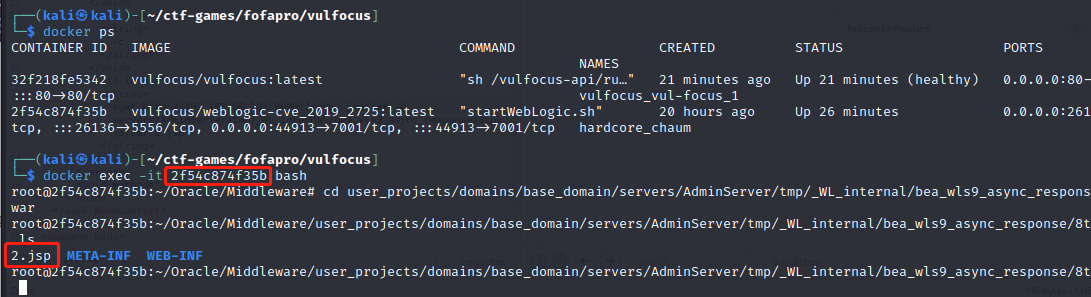 ┌──(kali㉿kali)-[~/ctf-games/fofapro/vulfocus]
└─$ docker ps
CONTAINER ID   IMAGE   COMMAND   CREATED   STATUS   PORTS
NAMES
32f218fe5342   vulfocus/vulfocus:latest   "sh /vulfocus-api/ru…"   21 minutes ago   Up 21 minutes (healthy)   0.0.0.0:80-
:::80→80/tcp   vulfocus_vul-focus_1
2f54c874f35b   vulfocus/weblogic-cve_2019_2725:latest   "startWebLogic.sh"   20 hours ago   Up 26 minutes   0.0.0.0:261
tcp, :::26136→5556/tcp, 0.0.0.0:44913→7001/tcp, :::44913→7001/tcp   hardcore_chaum
┌──(kali㉿kali)-[~/ctf-games/fofapro/vulfocus]
└─$ docker exec -it 2f54c874f35b bash
root@2f54c874f35b:~/Oracle/Middleware# cd user_projects/domains/base_domain/servers/AdminServer/tmp/_WL_internal/bea_wls9_async_respons
war
root@2f54c874f35b:~/Oracle/Middleware/user_projects/domains/base_domain/servers/AdminServer/tmp/_WL_internal/bea_wls9_async_response/8t
ls
2.jsp  META-INF  WEB-INF
root@2f54c874f35b:~/Oracle/Middleware/user_projects/domains/base_domain/servers/AdminServer/tmp/_WL_internal/bea_wls9_async_response/8t